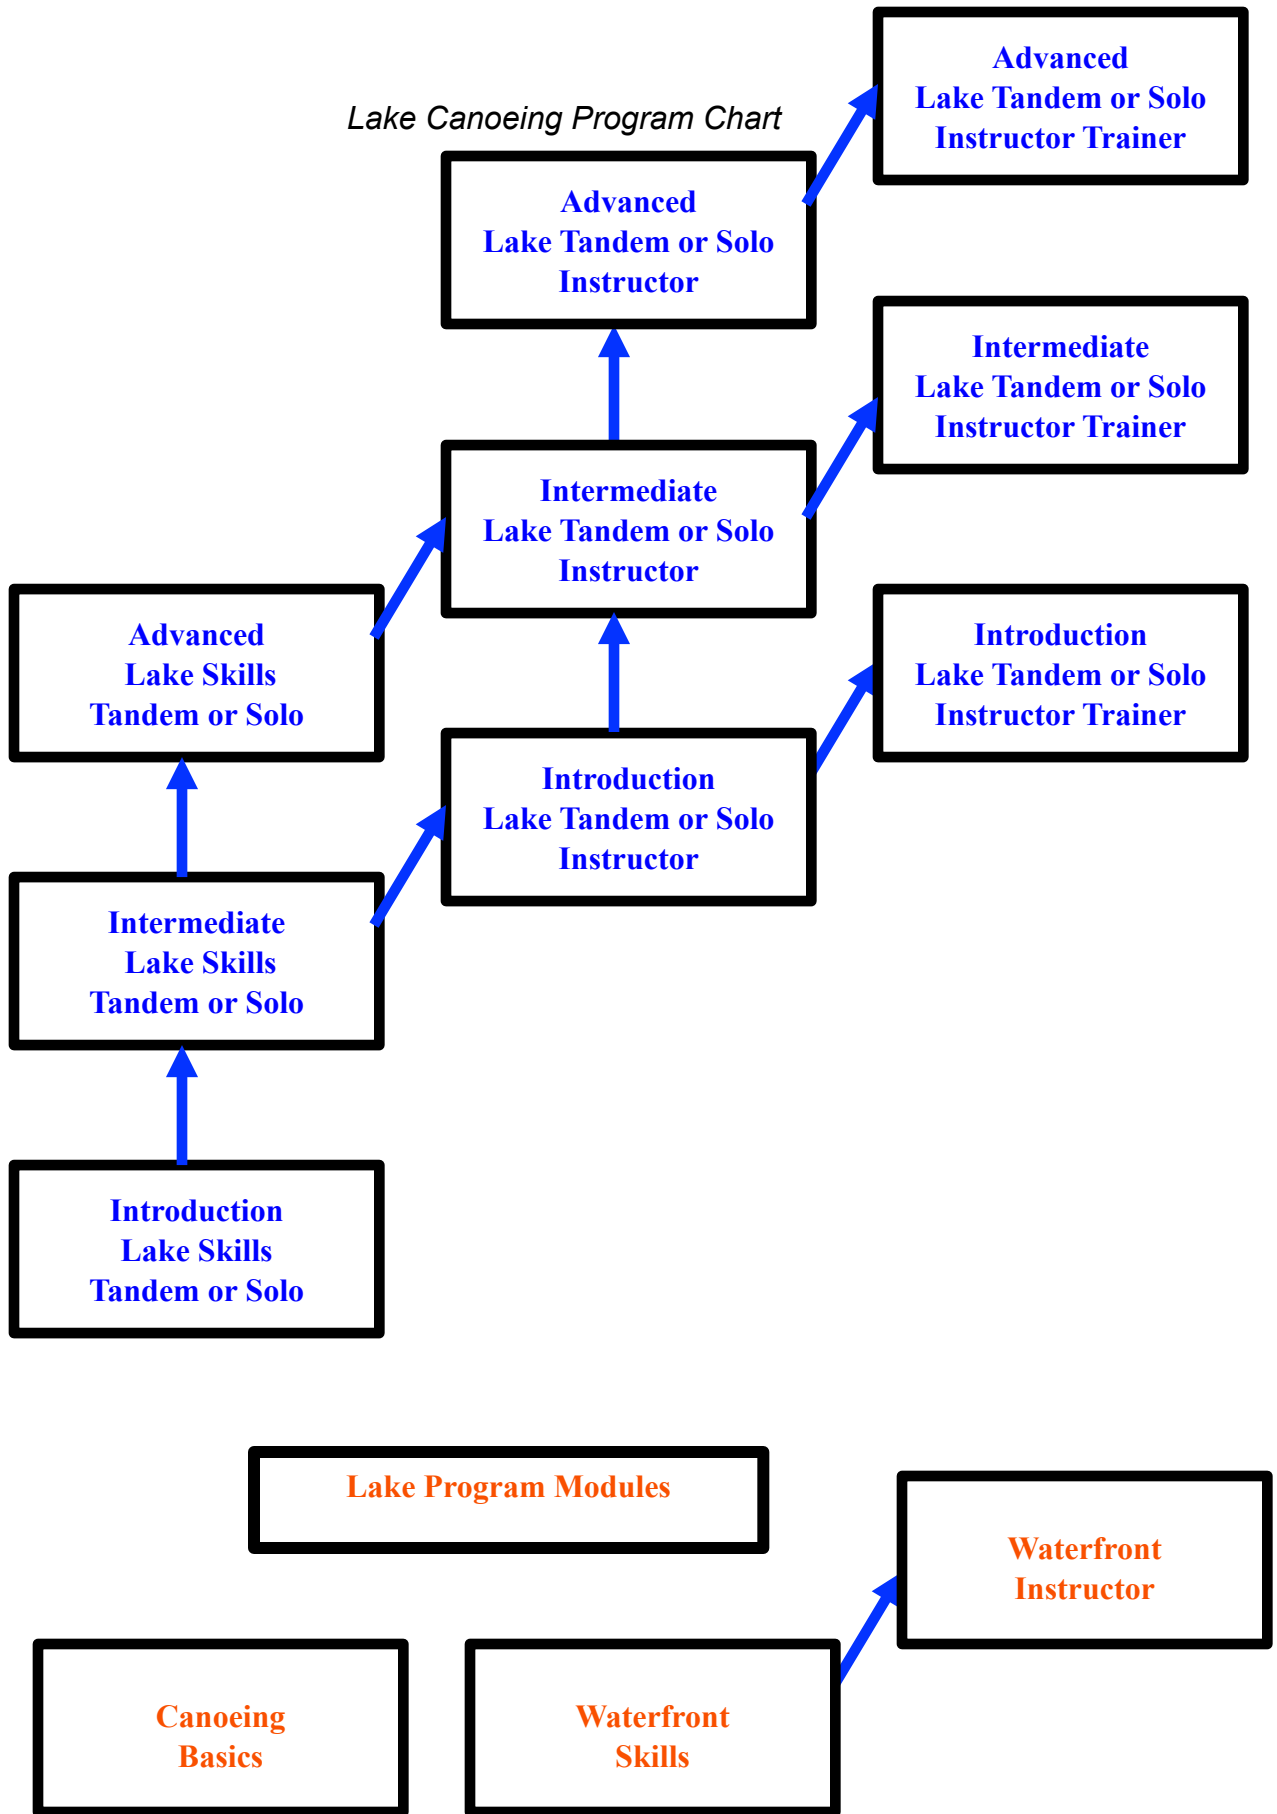 Lake Canoeing Program Chart
Advanced
Lake Tandem or Solo
Instructor Trainer
Advanced
Lake Tandem or Solo
Instructor
Intermediate
Lake Tandem or Solo
Instructor Trainer
Intermediate
Lake Tandem or Solo
Instructor
Advanced
Lake Skills
Tandem or Solo
Introduction
Lake Tandem or Solo
Instructor Trainer
Introduction
Lake Tandem or Solo
Instructor
Intermediate
Lake Skills
Tandem or Solo
Introduction
Lake Skills
Tandem or Solo
Lake Program Modules
Waterfront
Instructor
Canoeing
Basics
Waterfront
Skills